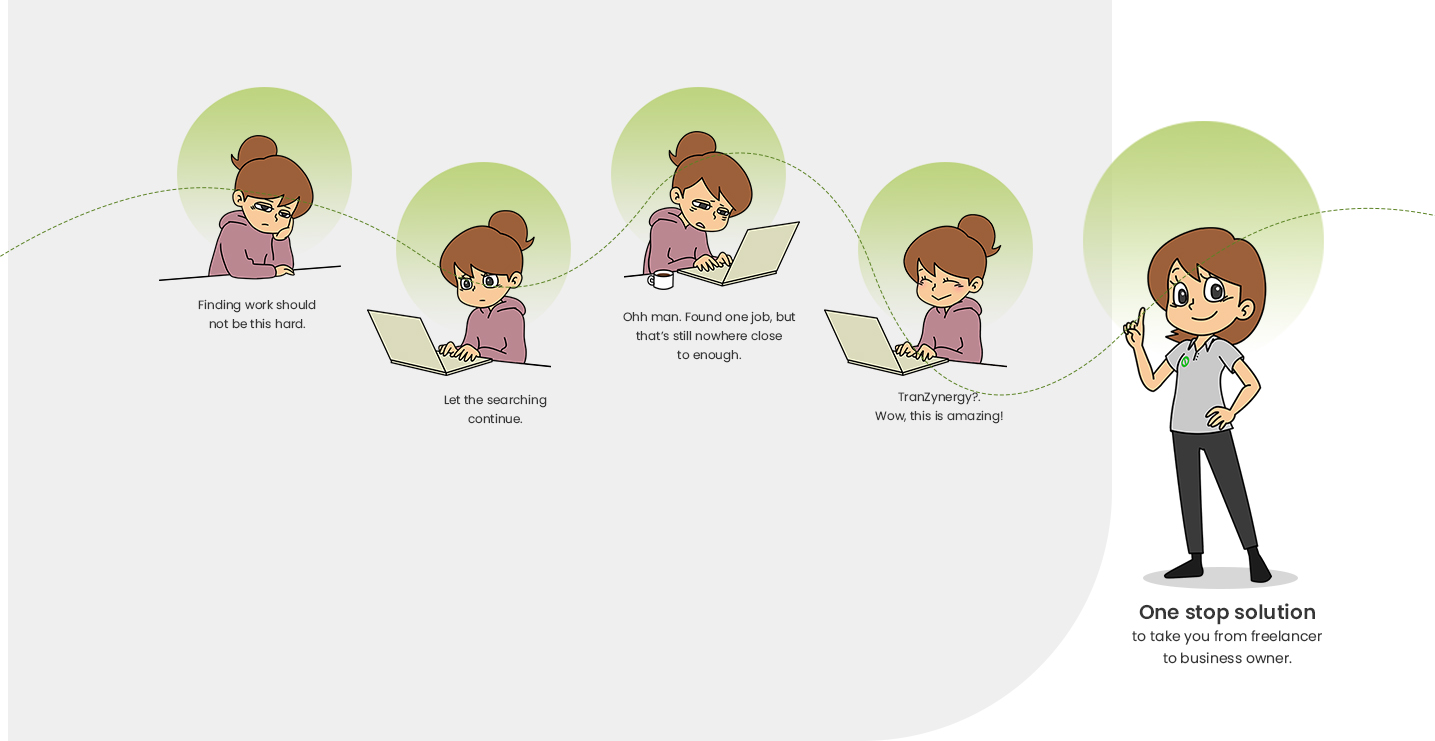 Finding work should
not be this hard.
Let the searching
continue.
Ohh man. Found one job, but
that's still nowhere close
to enough.
TranZynergy?.
Wow, this is amazing!
One stop solution
to take you from freelancer
to business owner.